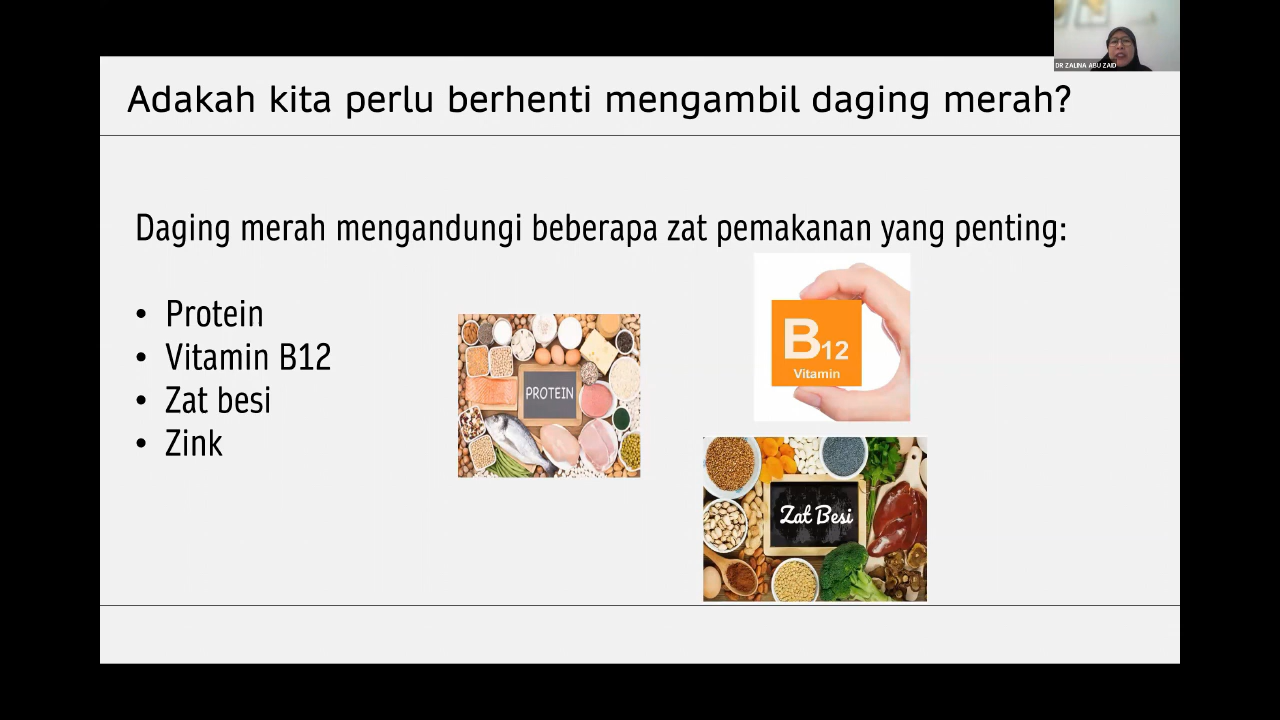 DR ZALINA ABU ZAID
Adakah kita perlu berhenti mengambil daging merah?
Daging merah mengandungi beberapa zat pemakanan yang penting:
• Protein
• Vitamin B12
• Zat besi
• Zink
PROTEIN
B12
Vitamin
Zat Besi